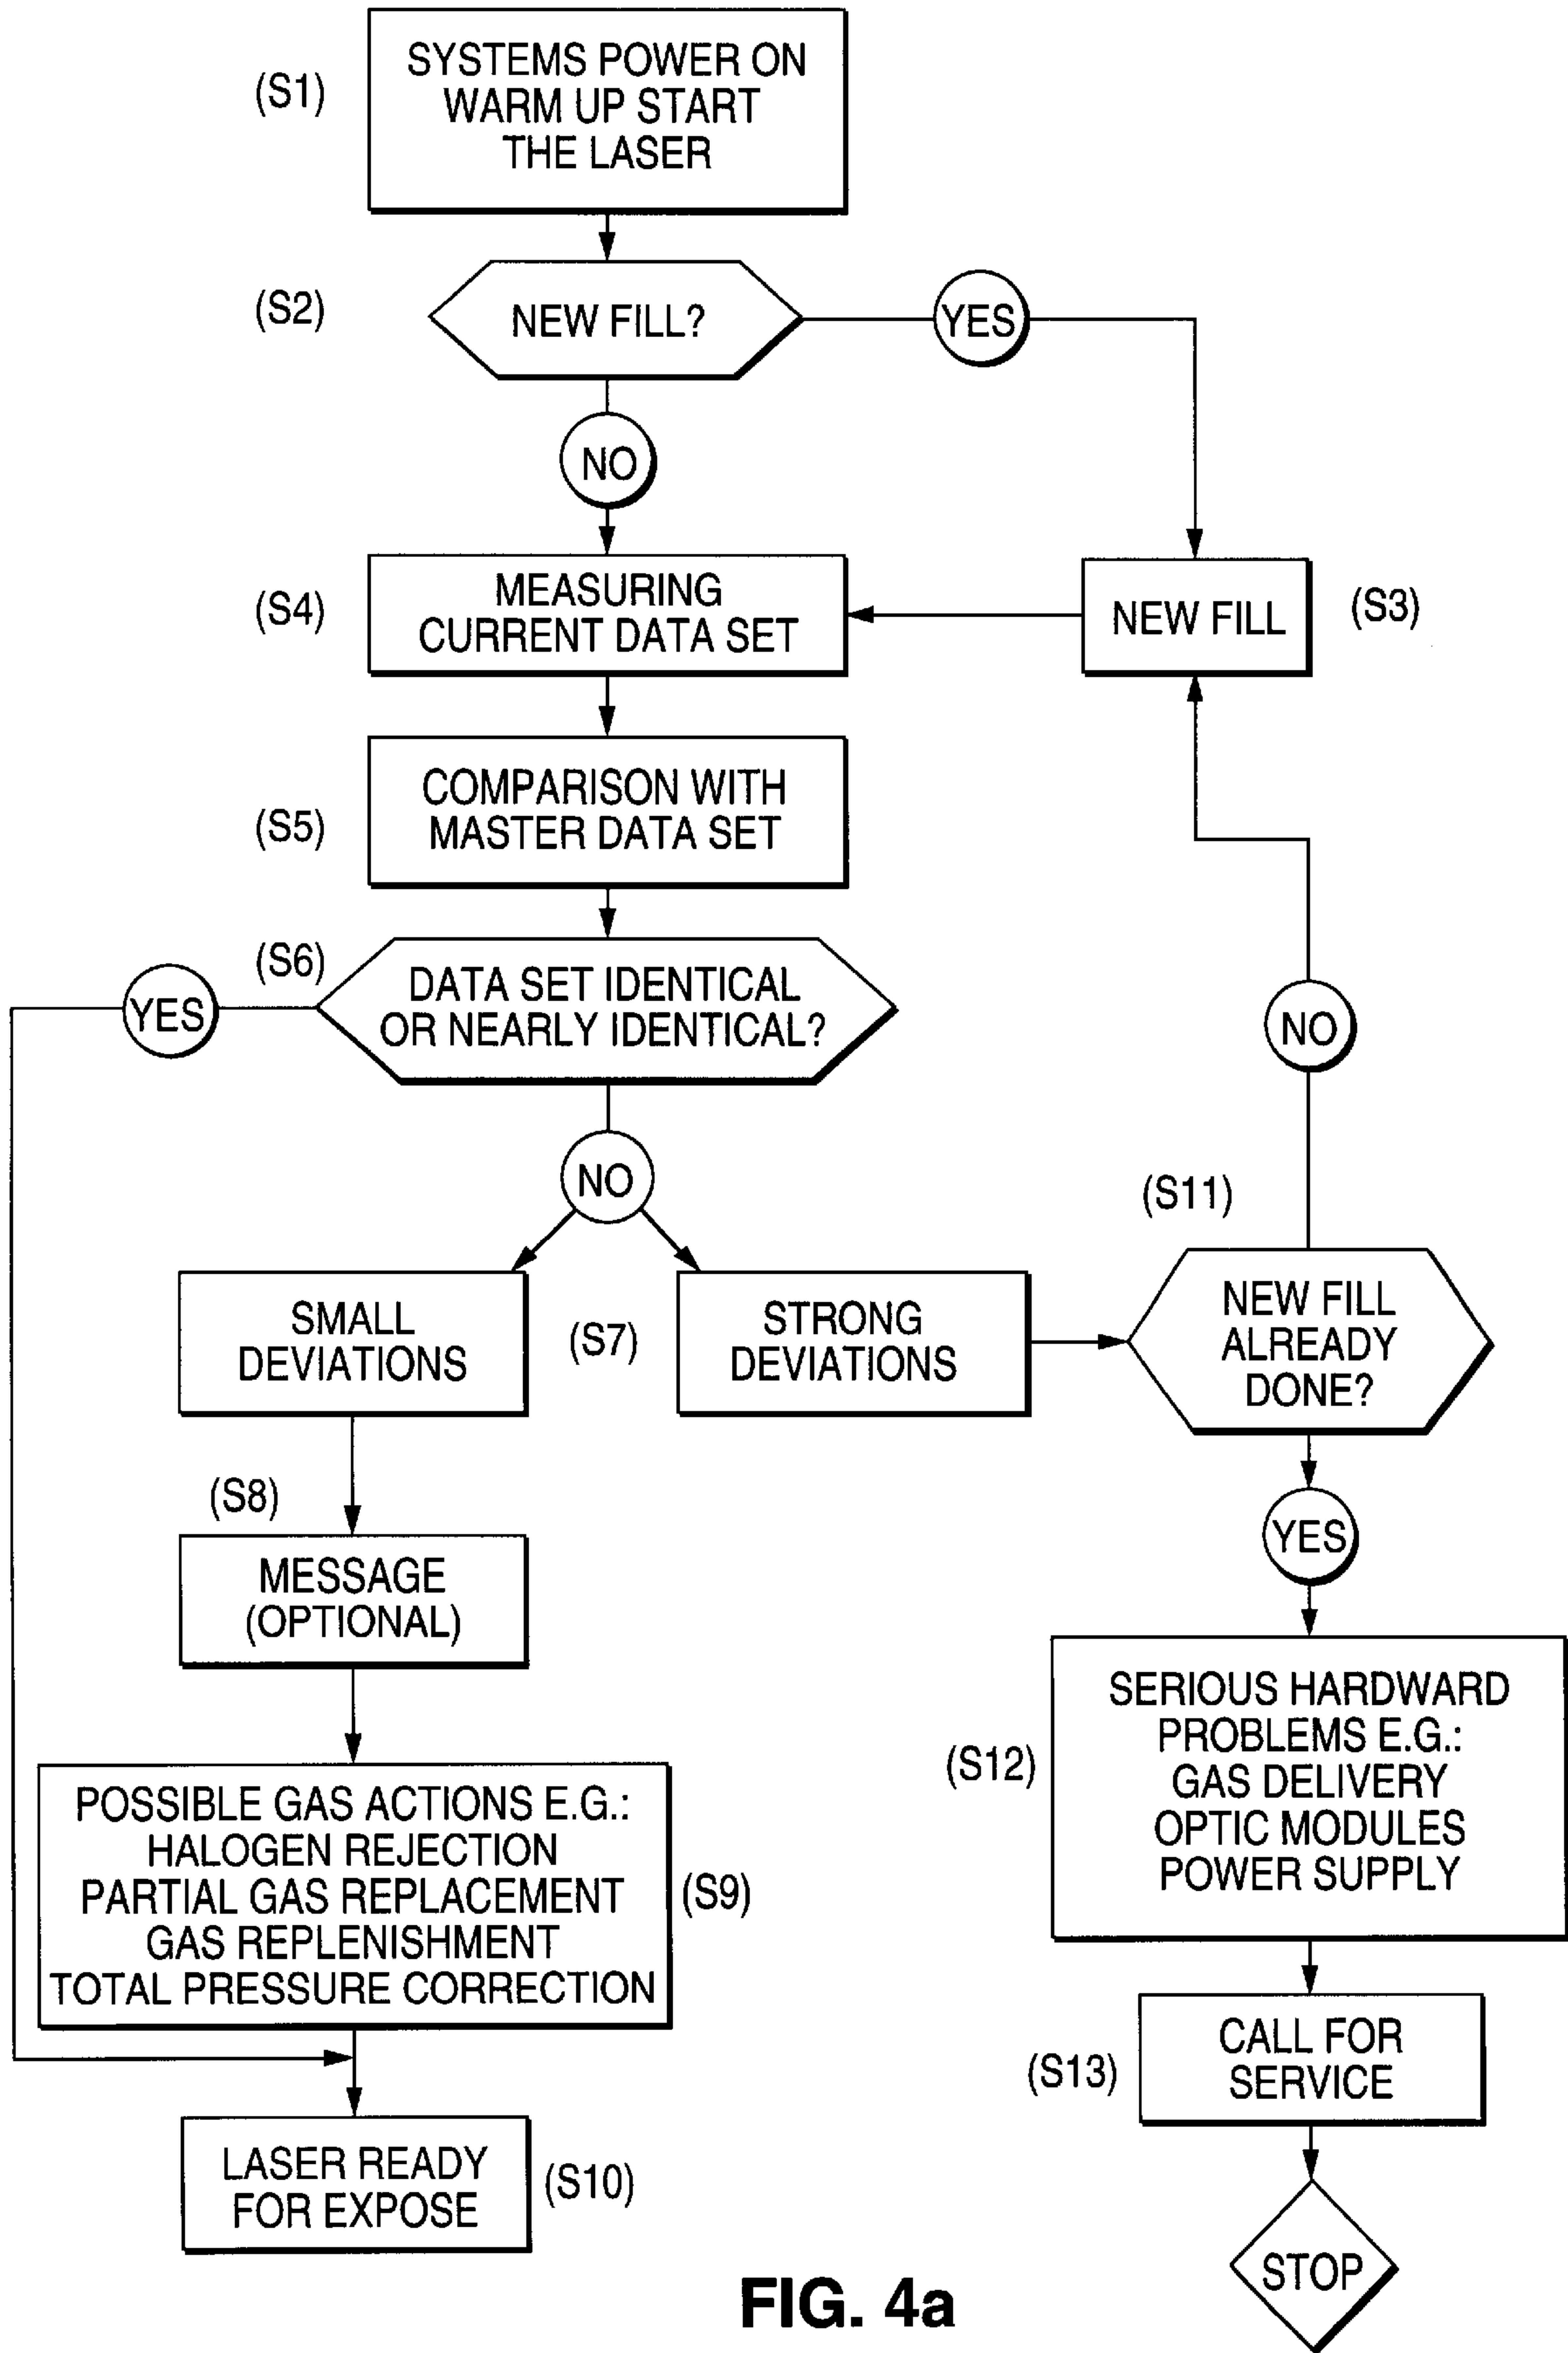 (S1)
SYSTEMS POWER ON
WARM UP START
THE LASER
(S2)
NEW FILL?
YES
NO
(S4)
MEASURING
CURRENT DATA SET
NEW FILL
(S3)
(S5)
COMPARISON WITH
MASTER DATA SET
(S6)
YES
DATA SET IDENTICAL
OR NEARLY IDENTICAL?
NO
NO
(S11)
SMALL
DEVIATIONS
(S7)
STRONG
DEVIATIONS
NEW FILL
ALREADY
DONE?
(S8)
MESSAGE
(OPTIONAL)
YES
POSSIBLE GAS ACTIONS E.G.:
HALOGEN REJECTION
PARTIAL GAS REPLACEMENT
GAS REPLENISHMENT
TOTAL PRESSURE CORRECTION
(S9)
(S12)
SERIOUS HARDWARD
PROBLEMS E.G.:
GAS DELIVERY
OPTIC MODULES
POWER SUPPLY
(S13)
CALL FOR
SERVICE
LASER READY
FOR EXPOSE
(S10)
STOP
FIG. 4a